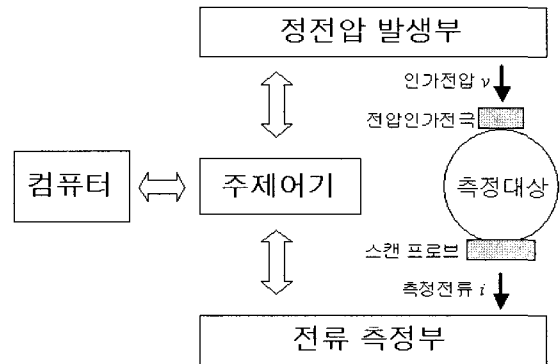 정전압 발생부
인가전압 v
전압인가전극
컴퓨터
주제어기
측정대상
스캔 프로브
측정전류 i
전류 측정부